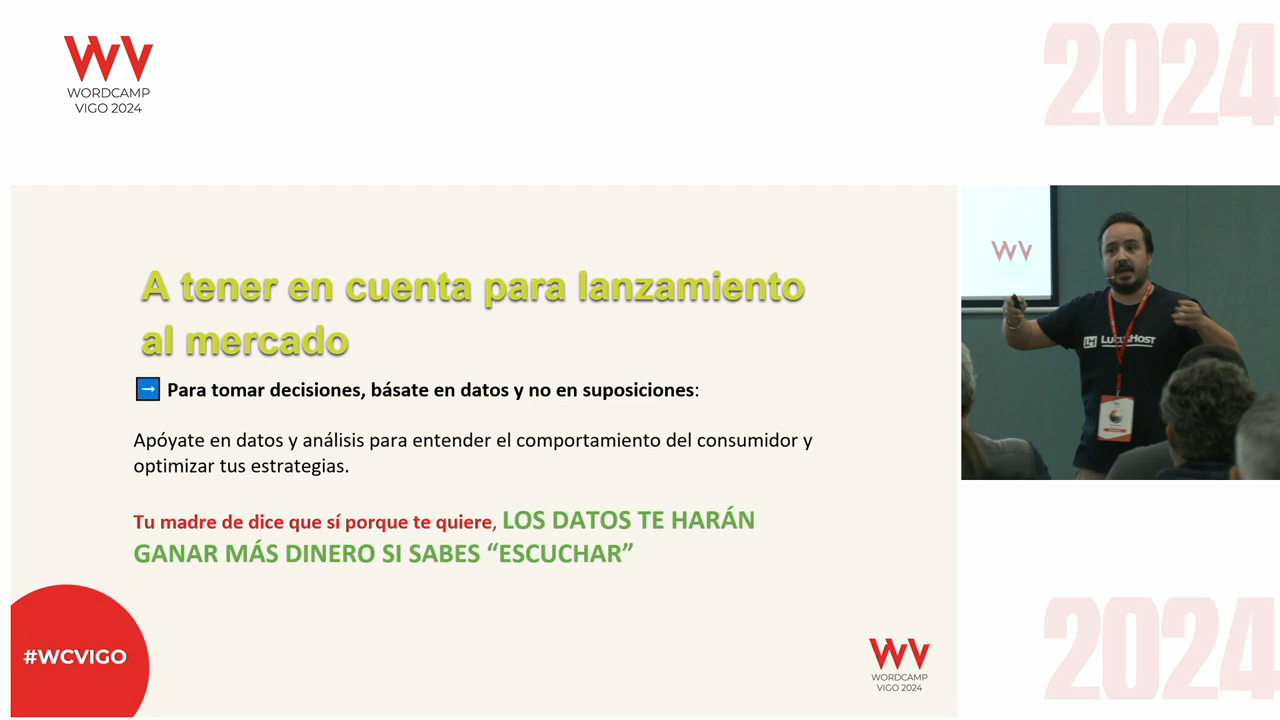 WORDCAMP
VIGO 2024
2024
A tener en cuenta para lanzamiento
al mercado
→ Para tomar decisiones, básate en datos y no en suposiciones:
Apóyate en datos y análisis para entender el comportamiento del consumidor y
optimizar tus estrategias.
Tu madre de dice que sí porque te quiere, LOS DATOS TE HARÁN
GANAR MÁS DINERO SI SABES “ESCUCHAR”
#WCVIGO
WORDCAMP
VIGO 2024
LH LUCUSHOST
2024